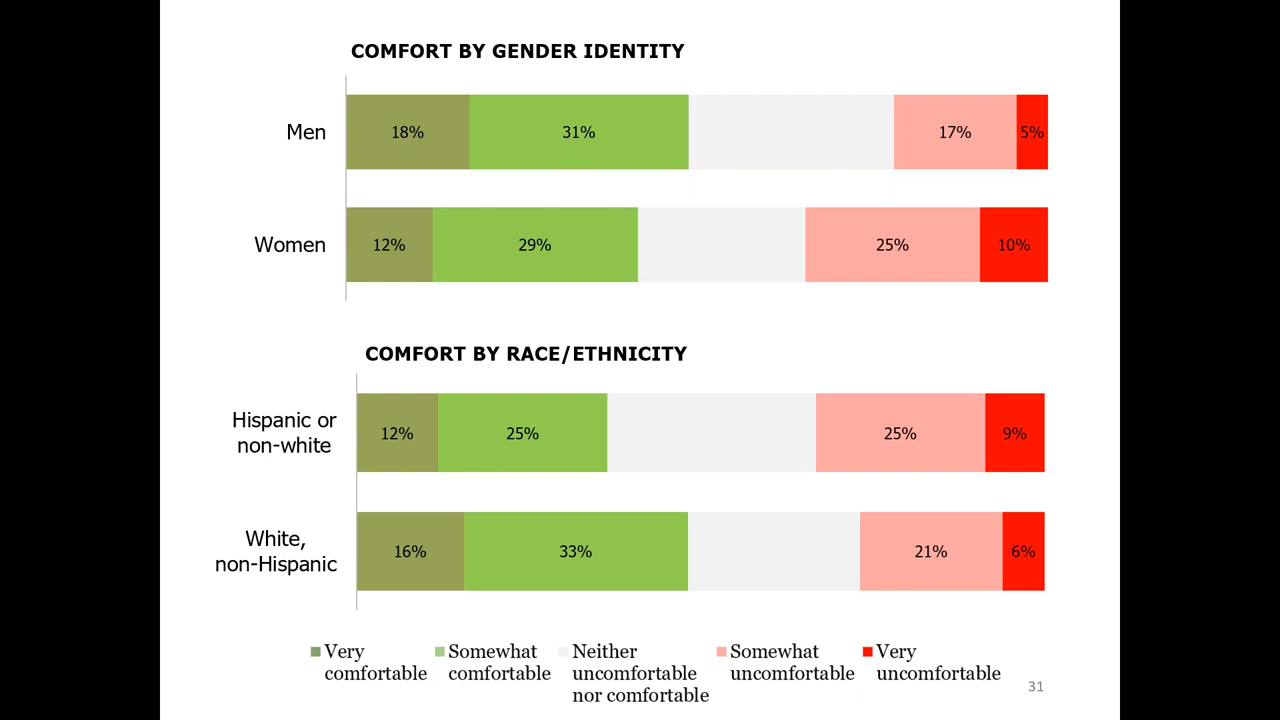 COMFORT BY GENDER IDENTITY
Men
18%
31%
17%
5%
Women
12%
29%
25%
10%
COMFORT BY RACE/ETHNICITY
Hispanic or
non-white
12%
25%
25%
9%
White,
non-Hispanic
16%
33%
21%
6%
Very
comfortable
Somewhat
comfortable
Neither
uncomfortable
nor comfortable
Somewhat
uncomfortable
Very
uncomfortable
31